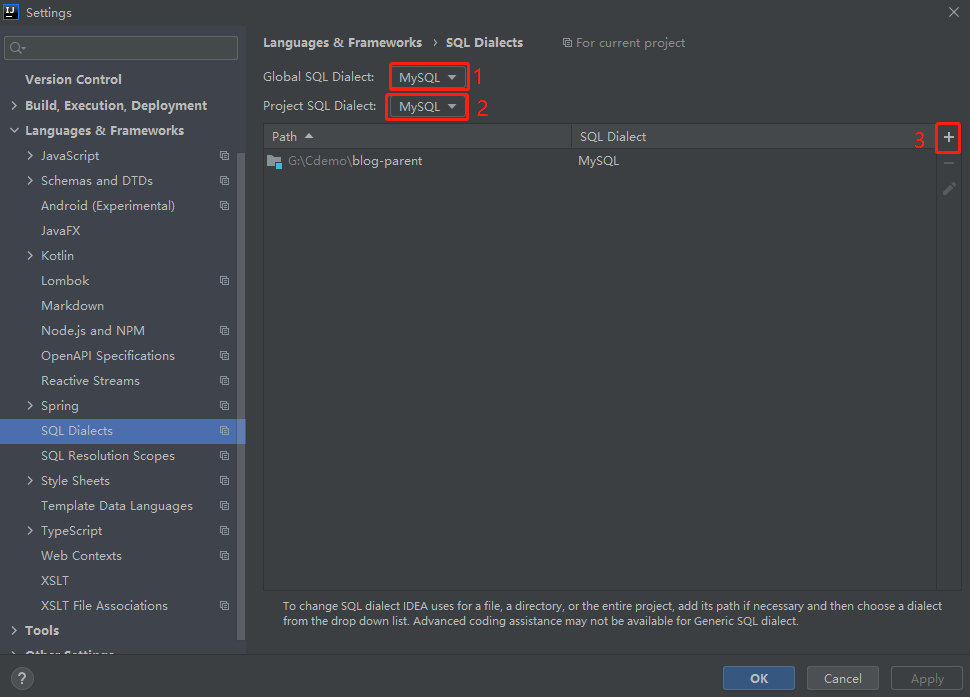 Settings
Languages & Frameworks › SQL Dialects For current project
Version Control
Global SQL Dialect: MySQL 1
Build, Execution, Deployment
Project SQL Dialect: MySQL 2
Languages & Frameworks
Path SQL Dialect 3 +
JavaScript
G:\Cdemo\blog-parent MySQL
Schemas and DTDs
Android (Experimental)
JavaFX
Kotlin
Lombok
Markdown
Node.js and NPM
OpenAPI Specifications
Reactive Streams
Spring
SQL Dialects
SQL Resolution Scopes
Style Sheets
Template Data Languages
TypeScript
Web Contexts
XSLT
XSLT File Associations
Tools
Other Settings
To change SQL dialect IDEA uses for a file, a directory, or the entire project, add its path if necessary and then choose a dialect
from the drop down list. Advanced coding assistance may not be available for Generic SQL dialect.
? OK Cancel Apply